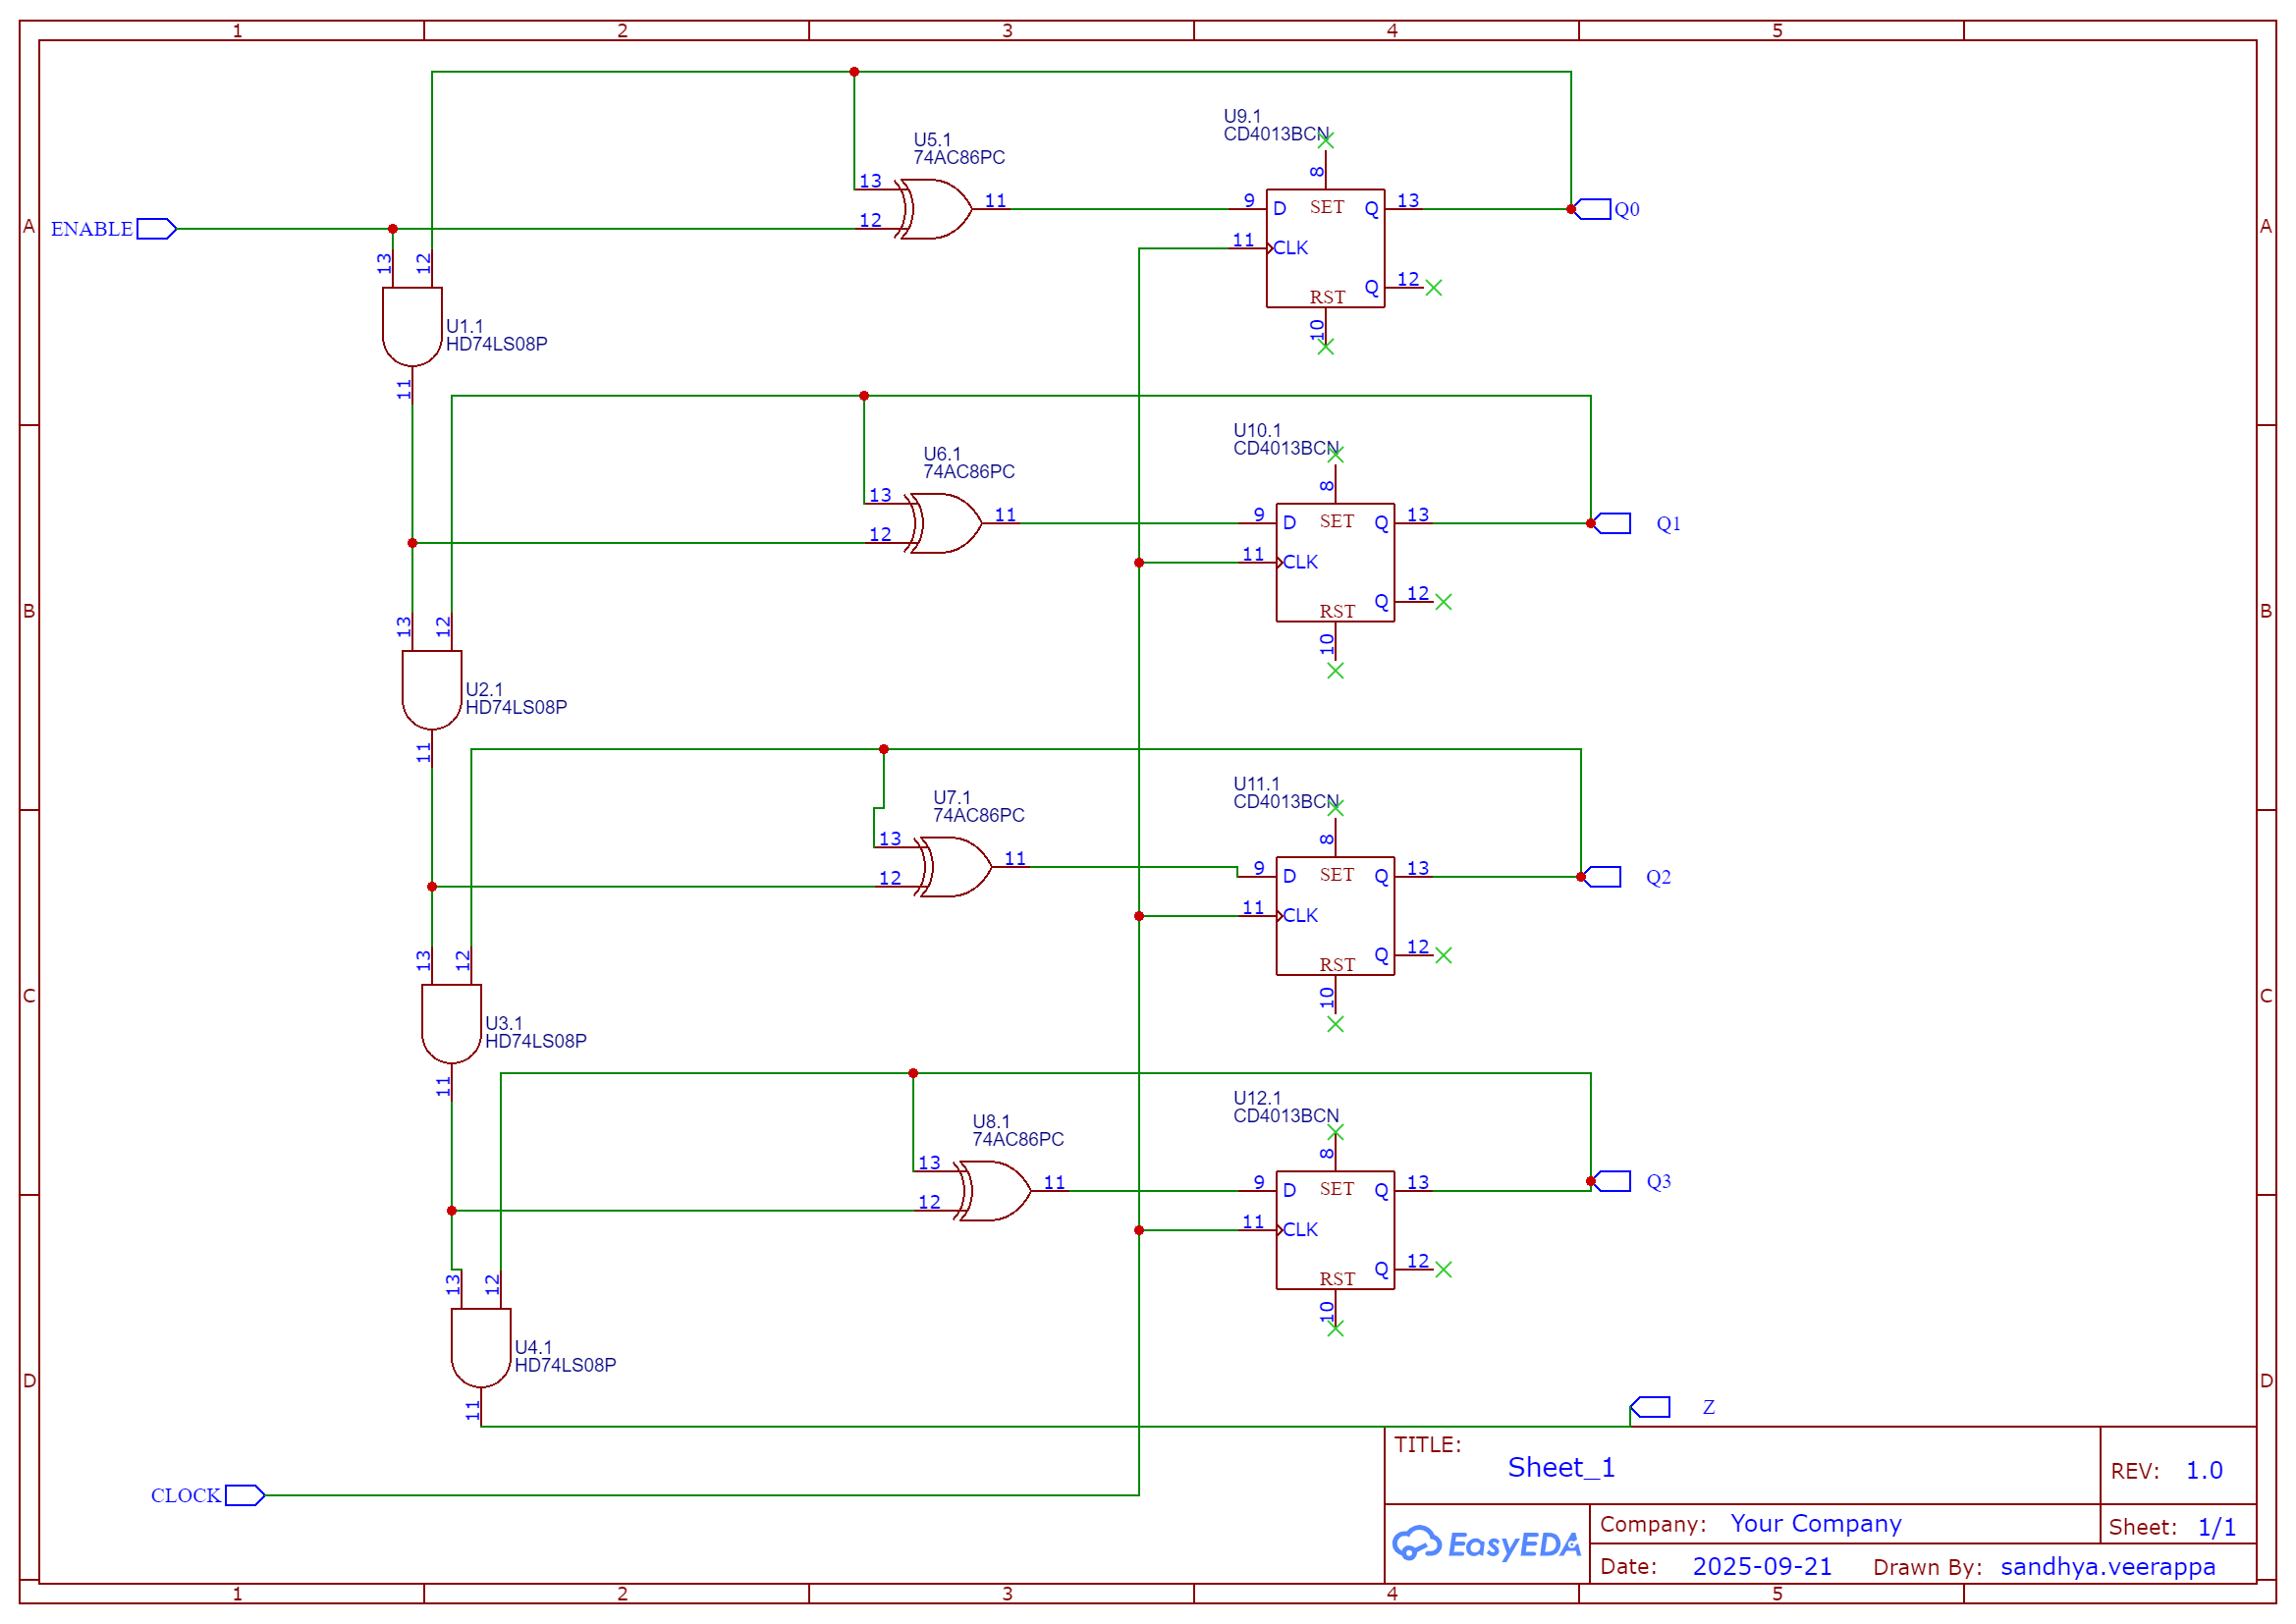 1 2 3 4 5
U9.1
CD4013BCN
U5.1
74AC86PC
8
13 11 9 D SET Q 13 Q0
A ENABLE 12 A
11 CLK
13 12
12
Q
RST
10
U1.1
HD74LS08P
11
U10.1
CD4013BCN
U6.1
74AC86PC
8
13 11 9 D SET Q 13 Q1
12
11 CLK
B 13 12 Q 12 B
RST
10
U2.1
HD74LS08P
11
U11.1
CD4013BCN
U7.1
74AC86PC
8
13 11 9 D SET Q 13 Q2
12
11 CLK
13 12 Q 12
RST
C 10 C
U3.1
HD74LS08P
11
U12.1
CD4013BCN
U8.1
74AC86PC
8
13 11 9 D SET Q 13 Q3
12
11 CLK
13 12 Q 12
RST
10
U4.1
HD74LS08P
D D
11
Z
TITLE:
Sheet_1
REV: 1.0
CLOCK
EasyEDA
Company: Your Company
Sheet: 1/1
Date: 2025-09-21 Drawn By: sandhya.veerappa
1 2 3 4 5